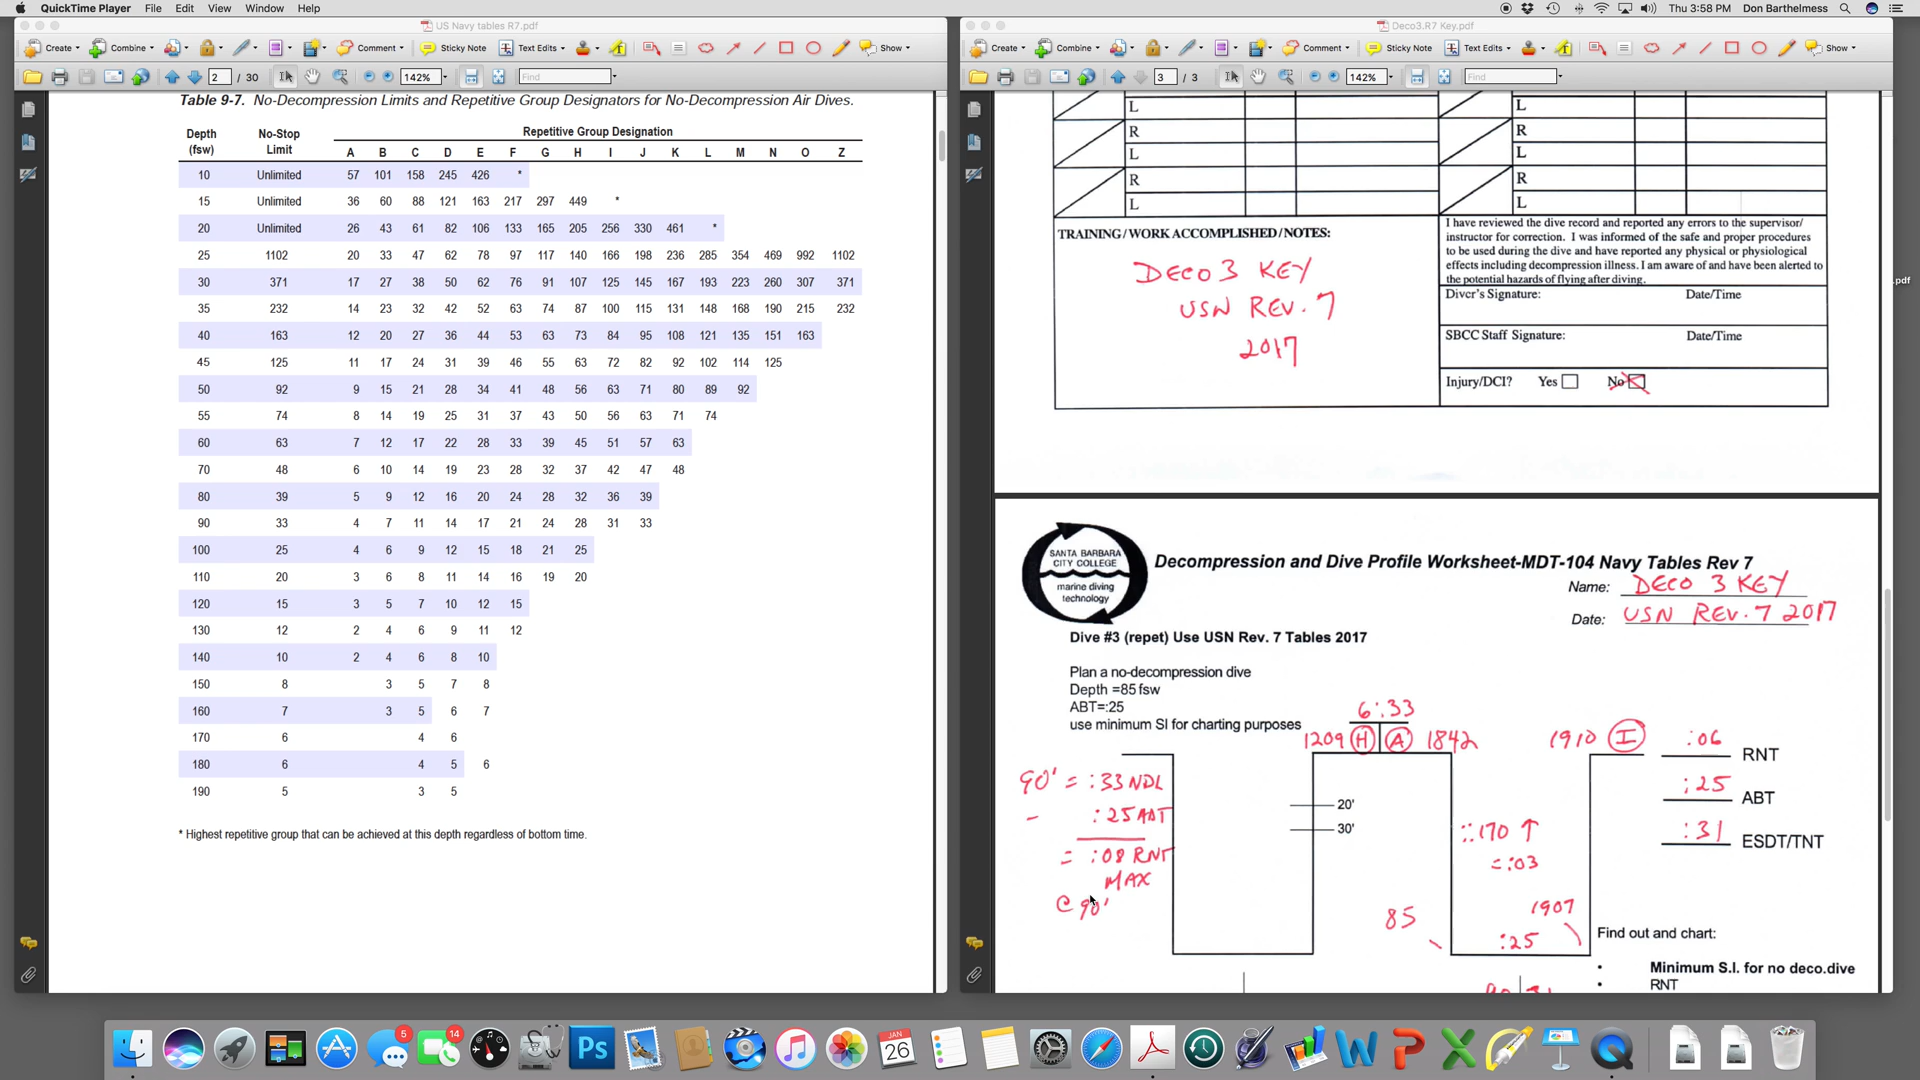 QuickTime Player File Edit View Window Help
Thu 3:58 PM Don Barthelmess
US Navy tables R7.pdf
Create Combine Comment Sticky Note Text Edits Show
2 / 30 142% Find
Table 9-7. No-Decompression Limits and Repetitive Group Designators for No-Decompression Air Dives.
Depth (fsw) No-Stop Limit Repetitive Group Designation
A B C D E F G H I J K L M N O Z
10 Unlimited 57 101 158 245 426 *
15 Unlimited 36 60 88 121 163 217 297 449 *
20 Unlimited 26 43 61 82 106 133 165 205 256 330 461 *
25 1102 20 33 47 62 78 97 117 140 166 198 236 285 354 469 992 1102
30 371 17 27 38 50 62 76 91 107 125 145 167 193 223 260 307 371
35 232 14 23 32 42 52 63 74 87 100 115 131 148 168 190 215 232
40 163 12 20 27 36 44 53 63 73 84 95 108 121 135 151 163
45 125 11 17 24 31 39 46 55 63 72 82 92 102 114 125
50 92 9 15 21 28 34 41 48 56 63 71 80 89 92
55 74 8 14 19 25 31 37 43 50 56 63 71 74
60 63 7 12 17 22 28 33 39 45 51 57 63
70 48 6 10 14 19 23 28 32 37 42 47 48
80 39 5 9 12 16 20 24 28 32 36 39
90 33 4 7 11 14 17 21 24 28 31 33
100 25 4 6 9 12 15 18 21 25
110 20 3 6 8 11 14 16 19 20
120 15 3 5 7 10 12 15
130 12 2 4 6 9 11 12
140 10 2 4 6 8 10
150 8 3 5 7 8
160 7 3 5 6 7
170 6 4 6
180 6 4 5 6
190 5 3 5
* Highest repetitive group that can be achieved at this depth regardless of bottom time.
Deco3.R7 Key.pdf
Create Combine Comment Sticky Note Text Edits Show
3 / 3 142% Find
L L
R R
L L
R R
L L
TRAINING / WORK ACCOMPLISHED / NOTES:
DECO 3 KEY
USN REV. 7
2017
I have reviewed the dive record and reported any errors to the supervisor/
instructor for correction. I was informed of the safe and proper procedures
to be used during the dive and have reported any physical or physiological
effects including decompression illness. I am aware of and have been alerted to
the potential hazards of flying after diving.
Diver's Signature: Date/Time
SBCC Staff Signature: Date/Time
Injury/DCI? Yes No
.pdf
SANTA BARBARA
CITY COLLEGE
marine diving
technology
Decompression and Dive Profile Worksheet-MDT-104 Navy Tables Rev 7
Name: DECO 3 KEY
Date: USN REV. 7 2017
Dive #3 (repet) Use USN Rev. 7 Tables 2017
Plan a no-decompression dive
Depth =85 fsw
ABT=:25
use minimum SI for charting purposes
6:33
1209 H A 1842 1910 I
:06 RNT
:25 ABT
:31 ESDT/TNT
90' = :33 NDL
- :25 ABT
= :08 RNT
MAX
@ 90'
20'
30'
::170 ↑
= :03
85
1907
:25
Find out and chart:
• Minimum S.I. for no deco.dive
• RNT
5 14
JAN
26